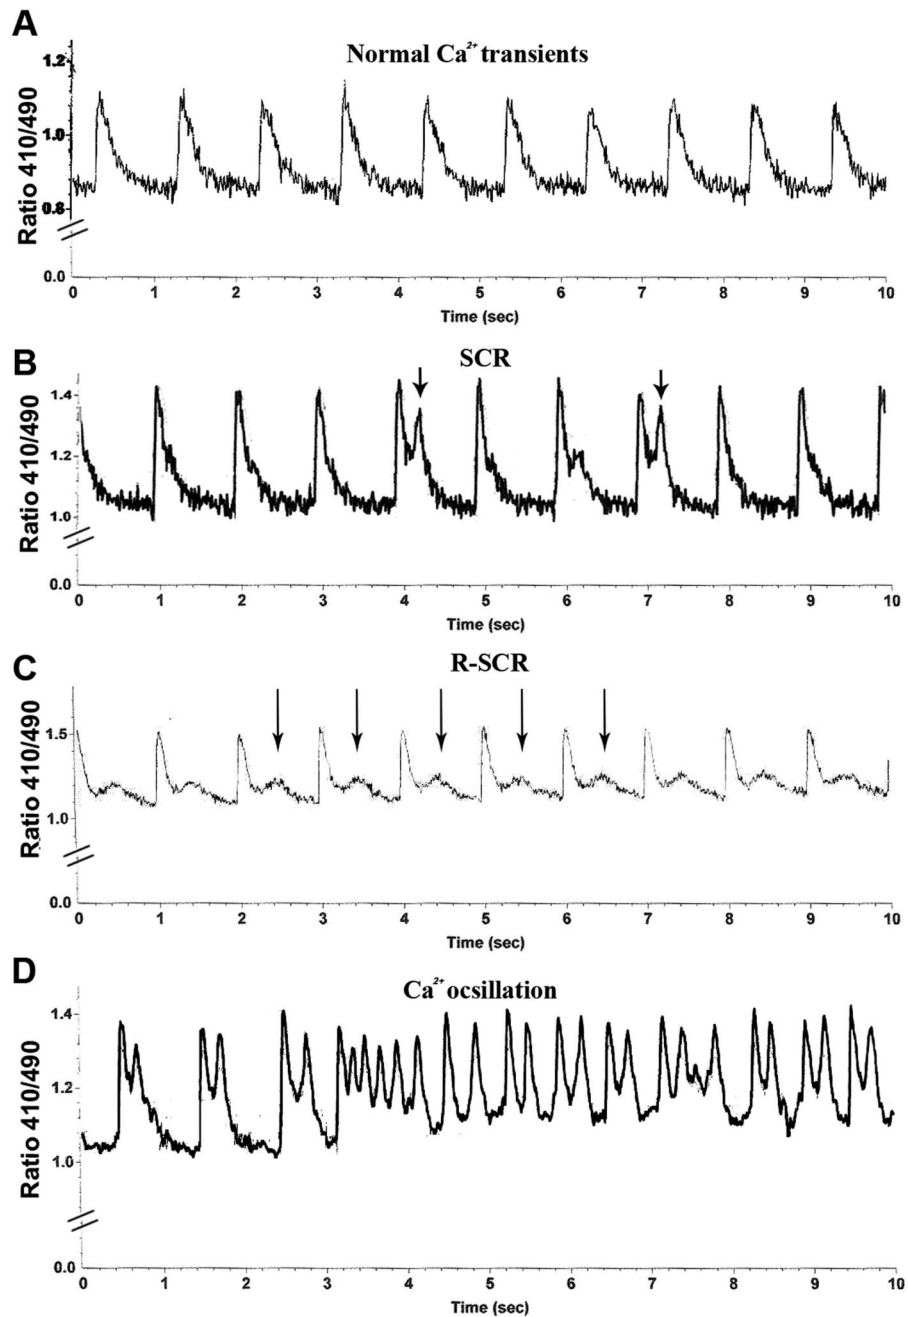 A
Normal Ca²⁺ transients
Ratio 410/490
1.2
1.0
0.8
0.0
0 1 2 3 4 5 6 7 8 9 10
Time (sec)
B
SCR
Ratio 410/490
1.4
1.2
1.0
0.0
0 1 2 3 4 5 6 7 8 9 10
Time (sec)
C
R-SCR
Ratio 410/490
1.5
1.0
0.0
0 1 2 3 4 5 6 7 8 9 10
Time (sec)
D
Ca²⁺ ocsillation
Ratio 410/490
1.4
1.2
1.0
0.0
0 1 2 3 4 5 6 7 8 9 10
Time (sec)